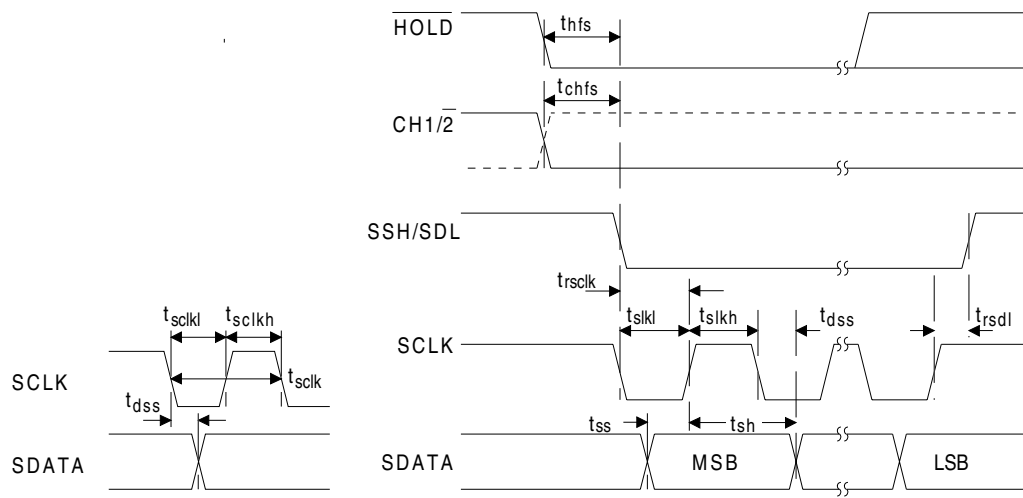 HOLD
thfs
tchfs
CH1/2
SSH/SDL
trsclk
tsclkl tsclkh
tslkl tslkh tdss trsdl
SCLK
SCLK
tsclk
tdss
tss tsh
SDATA
SDATA MSB LSB